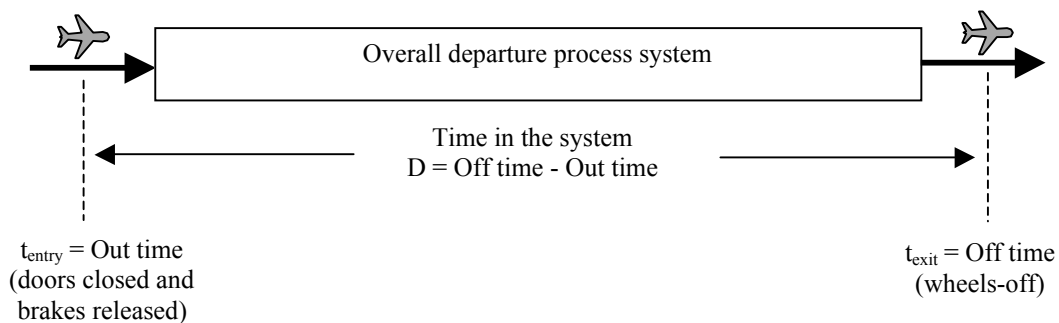 Overall departure process system
Time in the system
D = Off time - Out time
t_entry = Out time
(doors closed and
brakes released)
t_exit = Off time
(wheels-off)